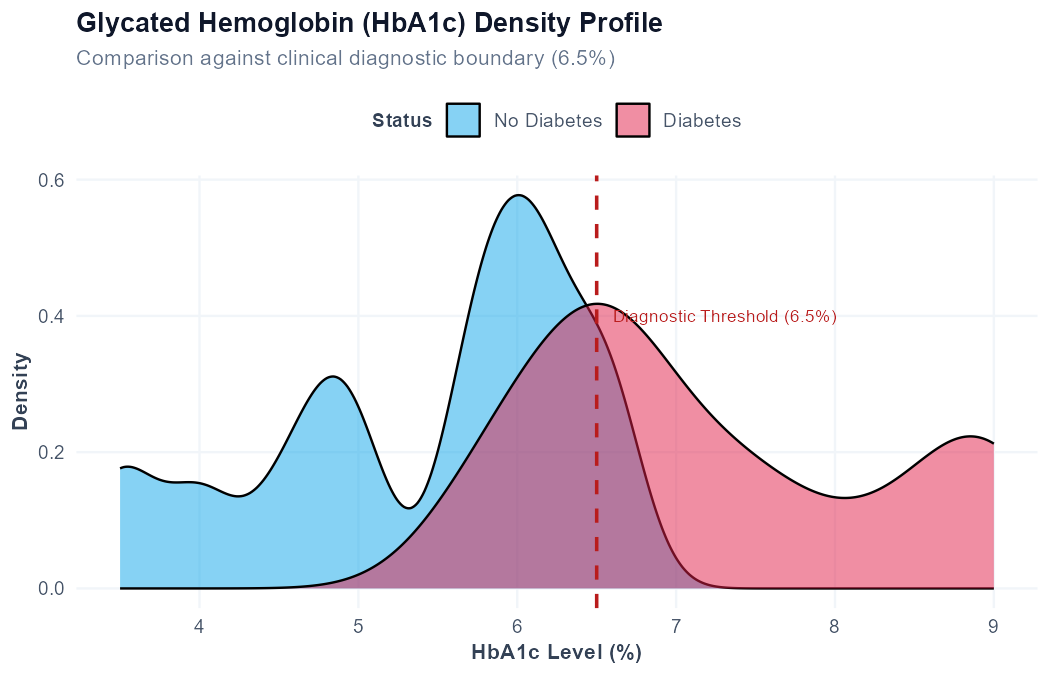 Glycated Hemoglobin (HbA1c) Density Profile
Comparison against clinical diagnostic boundary (6.5%)
Status No Diabetes Diabetes
0.6
0.4
0.2
0.0
Density
Diagnostic Threshold (6.5%)
4 5 6 7 8 9
HbA1c Level (%)